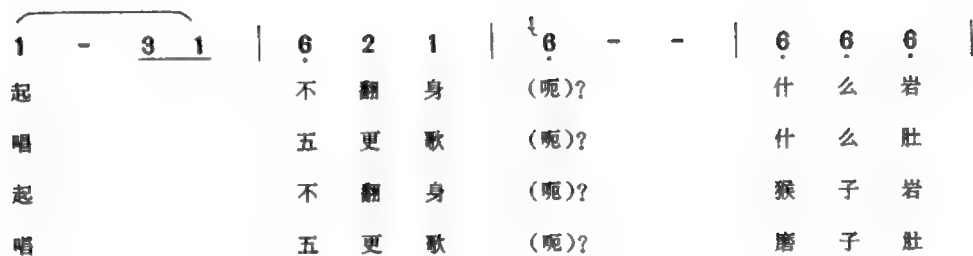 1 - 3 1 | 6 2 1 | 6 - - | 6 6 6 |
起 不 翻 身 (呃)? 什 么 岩
唱 五 更 歌 (呃)? 什 么 肚
起 不 翻 身 (呃)? 猴 子 岩
唱 五 更 歌 (呃)? 磨 子 肚